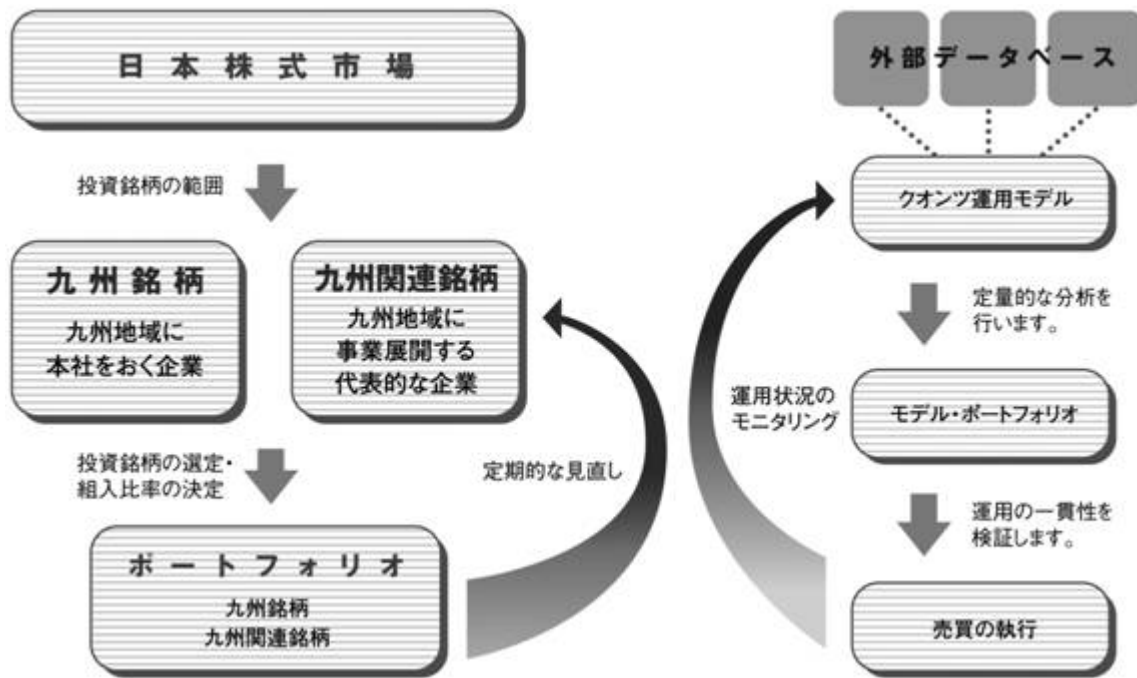 日本株式市場
投資銘柄の範囲
九州銘柄
九州地域に
本社をおく企業
九州関連銘柄
九州地域に
事業展開する
代表的な企業
投資銘柄の選定・
組入比率の決定
定期的な見直し
ポートフォリオ
九州銘柄
九州関連銘柄
外部データベース
クオンツ運用モデル
定量的な分析を
行います。
運用状況の
モニタリング
モデル・ポートフォリオ
運用の一貫性を
検証します。
売買の執行